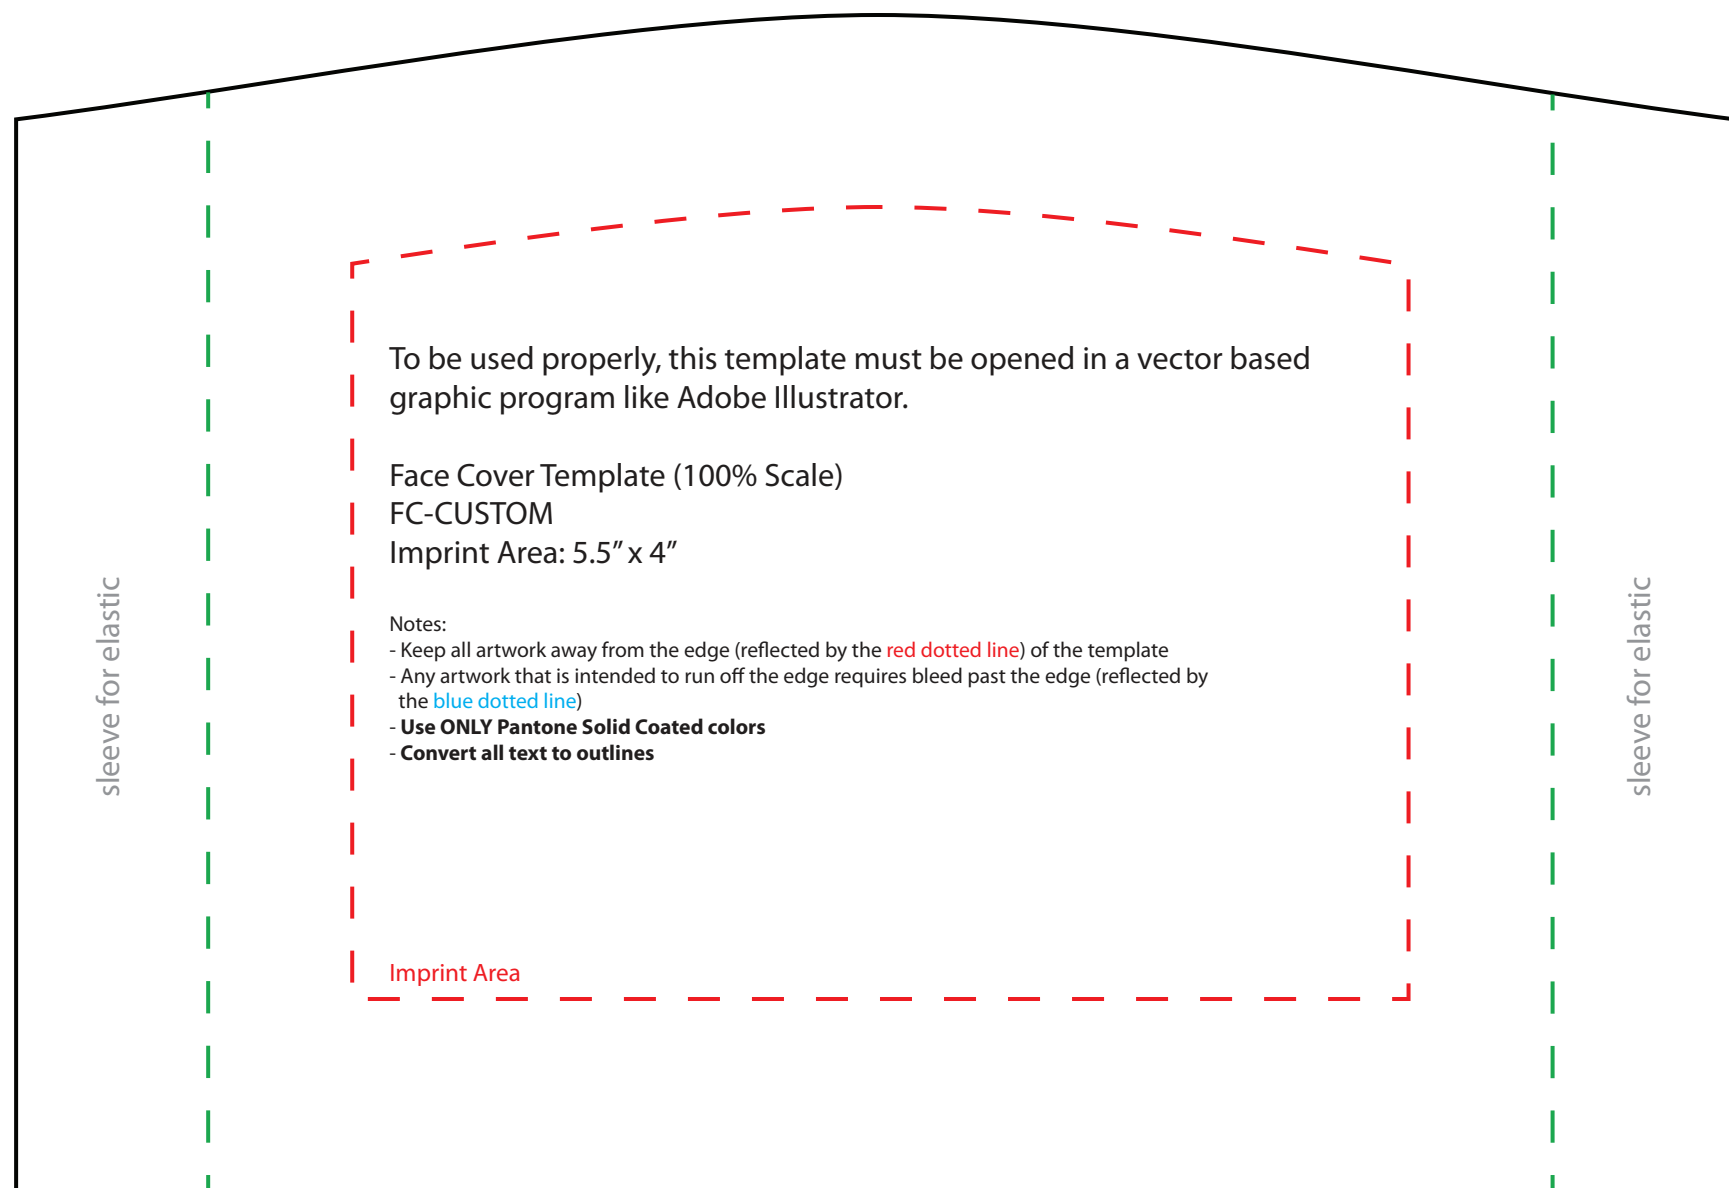 To be used properly, this template must be opened in a vector based
graphic program like Adobe Illustrator.
Face Cover Template (100% Scale)
FC-CUSTOM
Imprint Area: 5.5” x 4”
sleeve for elastic
Notes:
- Keep all artwork away from the edge (reflected by the red dotted line) of the template
- Any artwork that is intended to run off the edge requires bleed past the edge (reflected by
the blue dotted line)
- Use ONLY Pantone Solid Coated colors
- Convert all text to outlines
sleeve for elastic
Imprint Area